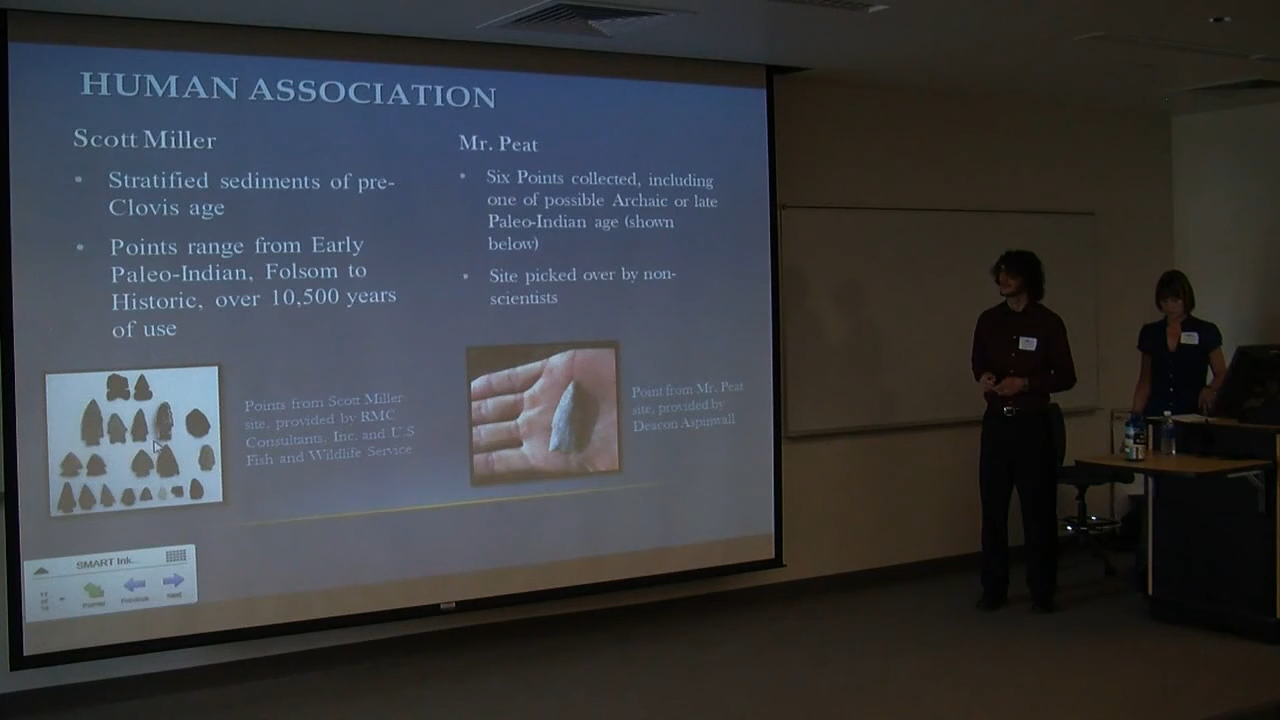 HUMAN ASSOCIATION
Scott Miller
• Stratified sediments of pre-
Clovis age
• Points range from Early
Paleo-Indian, Folsom to
Historic, over 10,500 years
of use
Points from Scott Miller
site, provided by RMC
Consultants, Inc. and U.S
Fish and Wildlife Service
Mr. Peat
• Six Points collected, including
one of possible Archaic or late
Paleo-Indian age (shown
below)
• Site picked over by non-
scientists
Point from Mr. Peat
site, provided by
Deacon Aspinwall
SMART Ink...
Pointer
Previous
Next